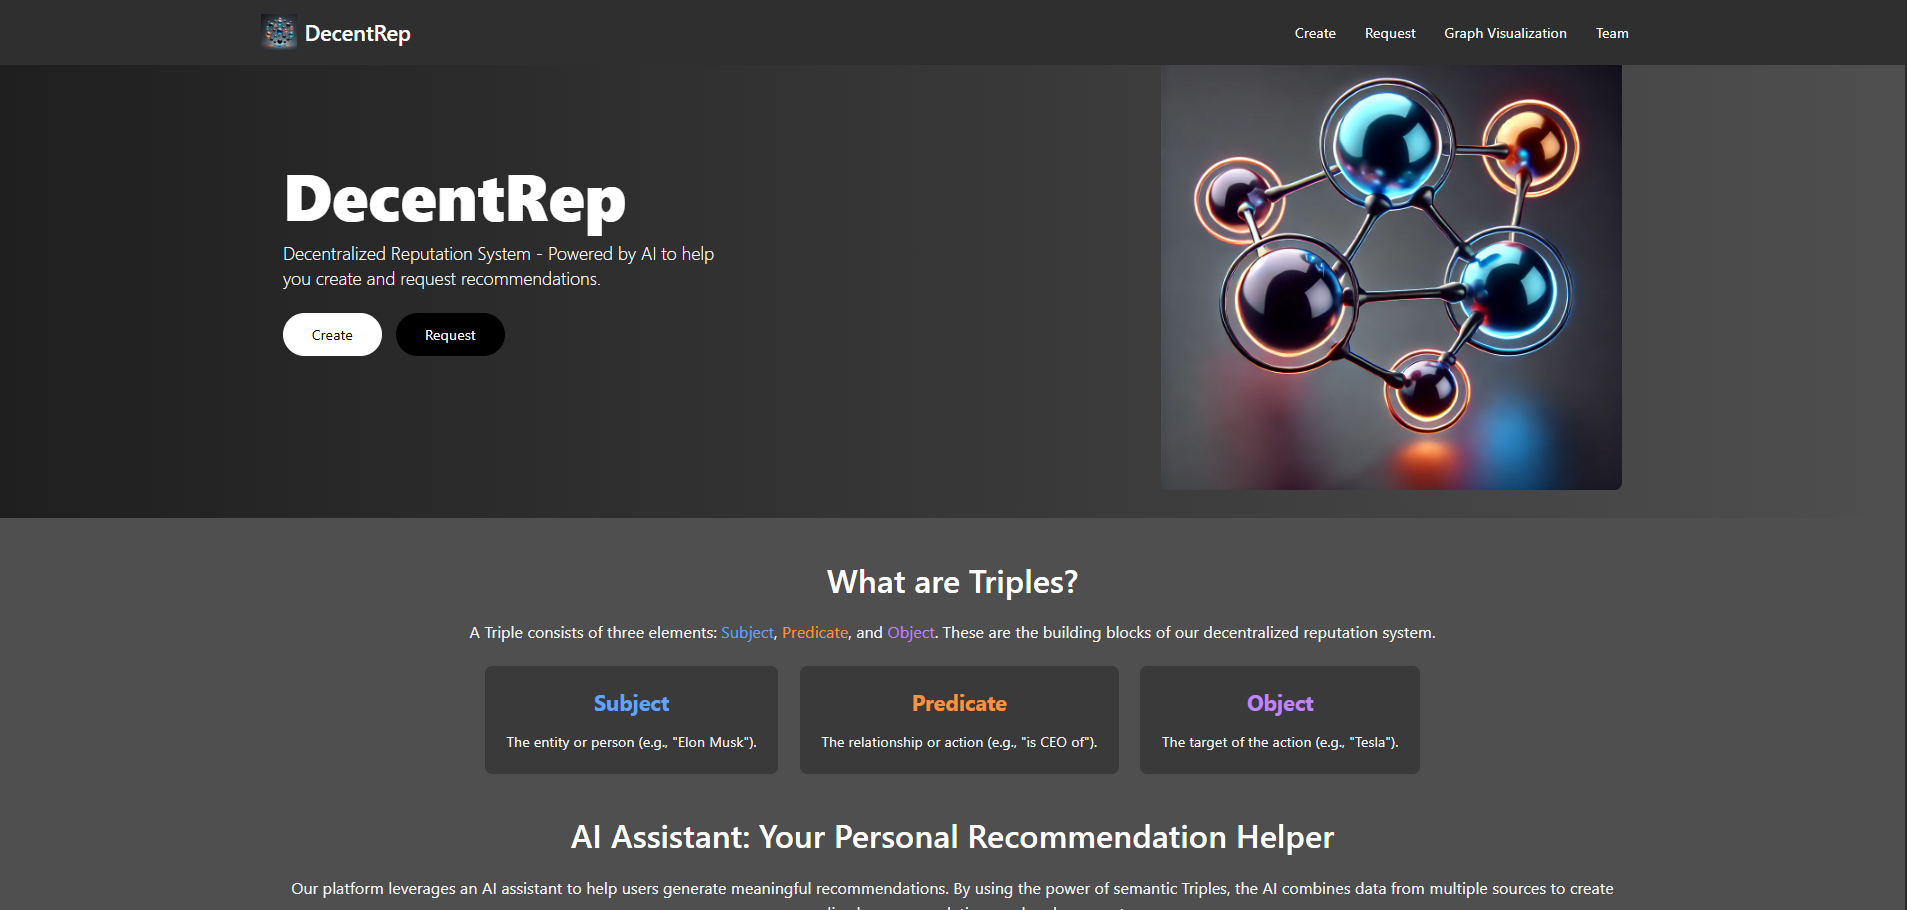 DecentRep
Create
Request
Graph Visualization
Team
DecentRep
Decentralized Reputation System - Powered by AI to help
you create and request recommendations.
Create
Request
What are Triples?
A Triple consists of three elements: Subject, Predicate, and Object. These are the building blocks of our decentralized reputation system.
Subject
The entity or person (e.g., "Elon Musk").
Predicate
The relationship or action (e.g., "is CEO of").
Object
The target of the action (e.g., "Tesla").
AI Assistant: Your Personal Recommendation Helper
Our platform leverages an AI assistant to help users generate meaningful recommendations. By using the power of semantic Triples, the AI combines data from multiple sources to create